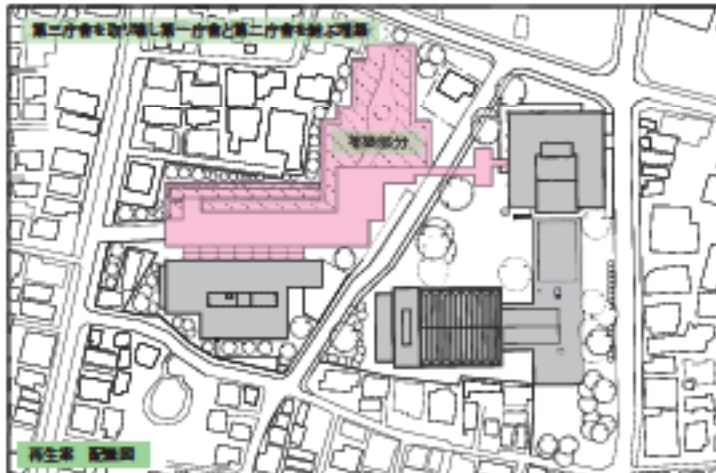 第三庁舎を取り壊し第一庁舎と第二庁舎を結ぶ増築
増築部分
再生案 配置図